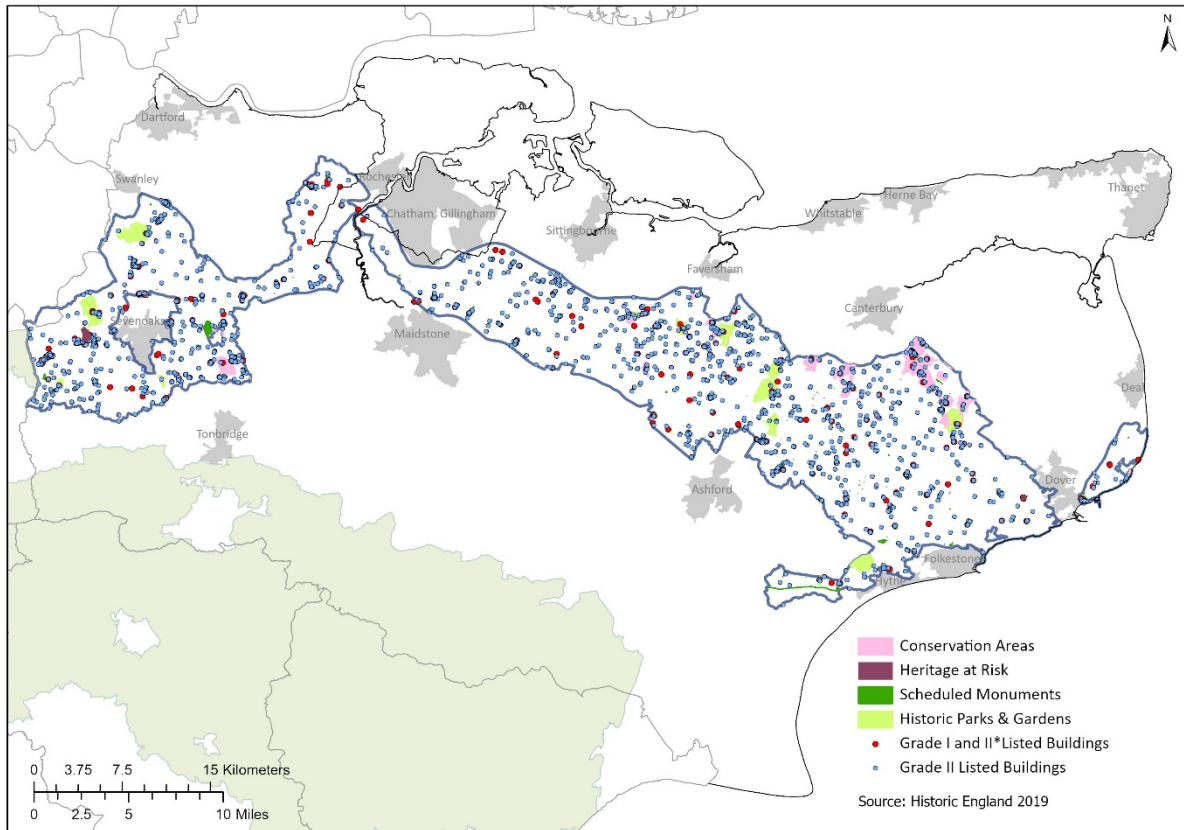 N
Dartford
Swanley
Rochester
Chatham, Gillingham
Sittingbourne
Whitstable
Herne Bay
Thanet
Faversham
Canterbury
Sevenoaks
Maidstone
Deal
Tonbridge
Ashford
Dover
Folkestone
Hythe
Conservation Areas
Heritage at Risk
Scheduled Monuments
Historic Parks & Gardens
Grade I and II*Listed Buildings
Grade II Listed Buildings
Source: Historic England 2019
0 3.75 7.5 15 Kilometers
0 2.5 5 10 Miles